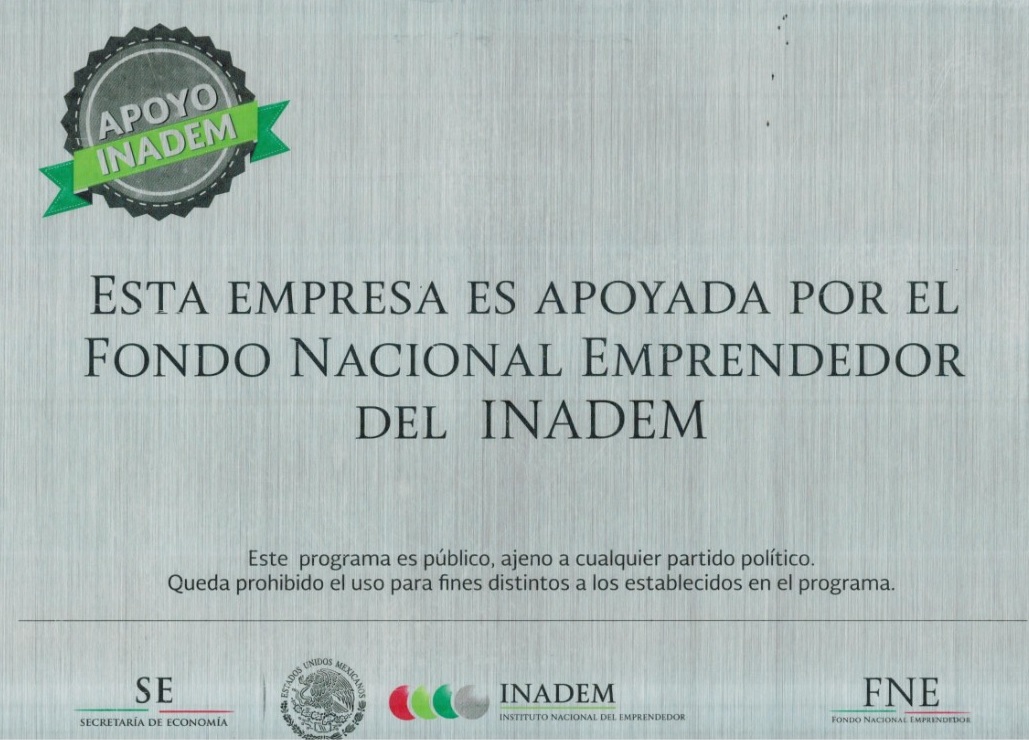 APOYO
INADEM
ESTA EMPRESA ES APOYADA POR EL
FONDO NACIONAL EMPRENDEDOR
DEL INADEM
Este programa es público, ajeno a cualquier partido político.
Queda prohibido el uso para fines distintos a los establecidos en el programa.
SE
SECRETARÍA DE ECONOMÍA
ESTADOS UNIDOS MEXICANOS
INADEM
INSTITUTO NACIONAL DEL EMPRENDEDOR
FNE
FONDO NACIONAL EMPRENDEDOR